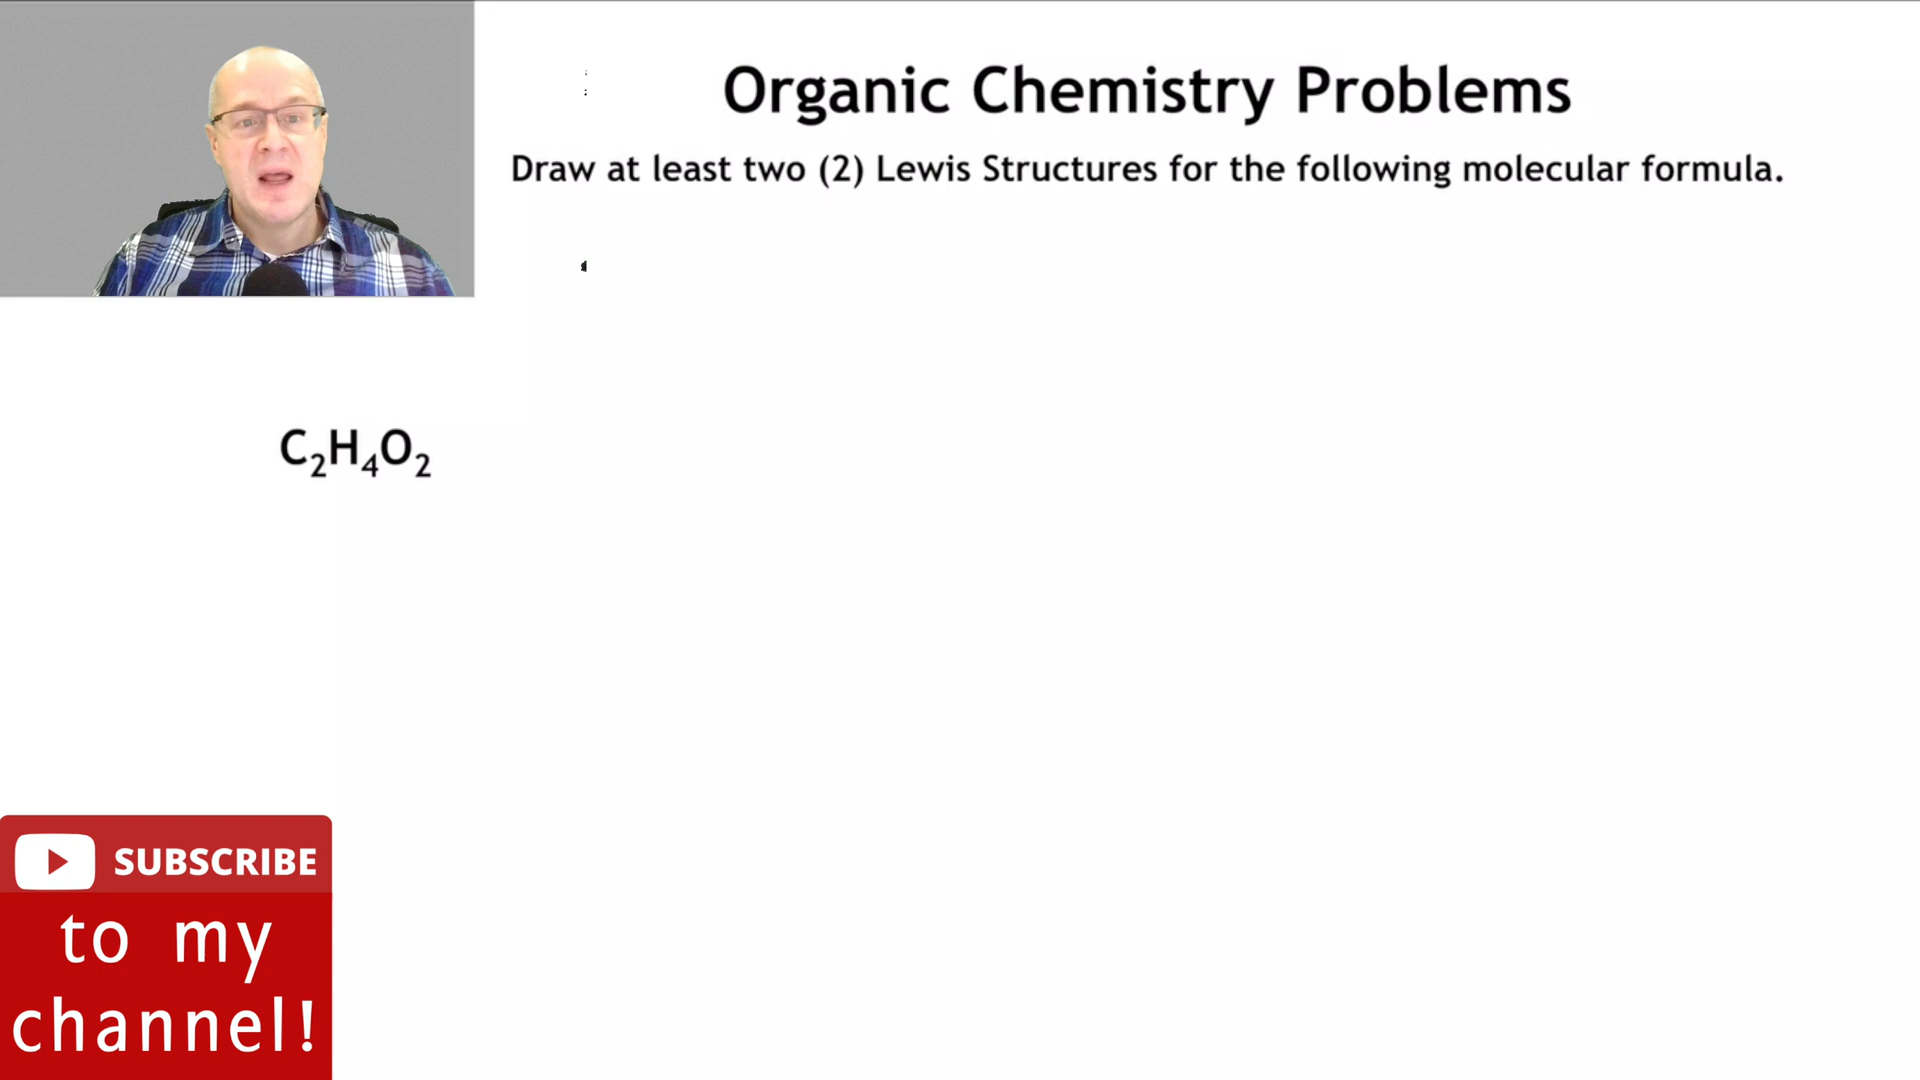 Organic Chemistry Problems
Draw at least two (2) Lewis Structures for the following molecular formula.
C₂H₄O₂
SUBSCRIBE
to my
channel!